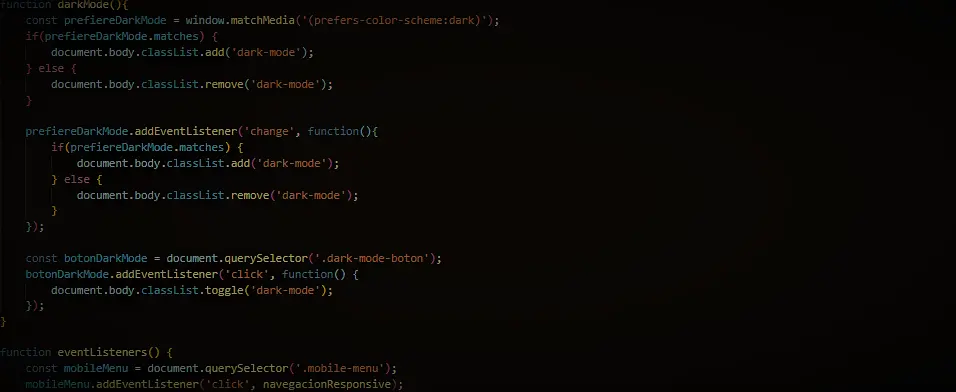 function darkMode(){
    const prefiereDarkMode = window.matchMedia('(prefers-color-scheme:dark)');
    if(prefiereDarkMode.matches) {
        document.body.classList.add('dark-mode');
    } else {
        document.body.classList.remove('dark-mode');
    }

    prefiereDarkMode.addEventListener('change', function(){
        if(prefiereDarkMode.matches) {
            document.body.classList.add('dark-mode');
        } else {
            document.body.classList.remove('dark-mode');
        }
    });

    const botonDarkMode = document.querySelector('.dark-mode-boton');
    botonDarkMode.addEventListener('click', function() {
        document.body.classList.toggle('dark-mode');
    });
}

function eventListeners() {
    const mobileMenu = document.querySelector('.mobile-menu');
    mobileMenu.addEventListener('click', navegacionResponsive);